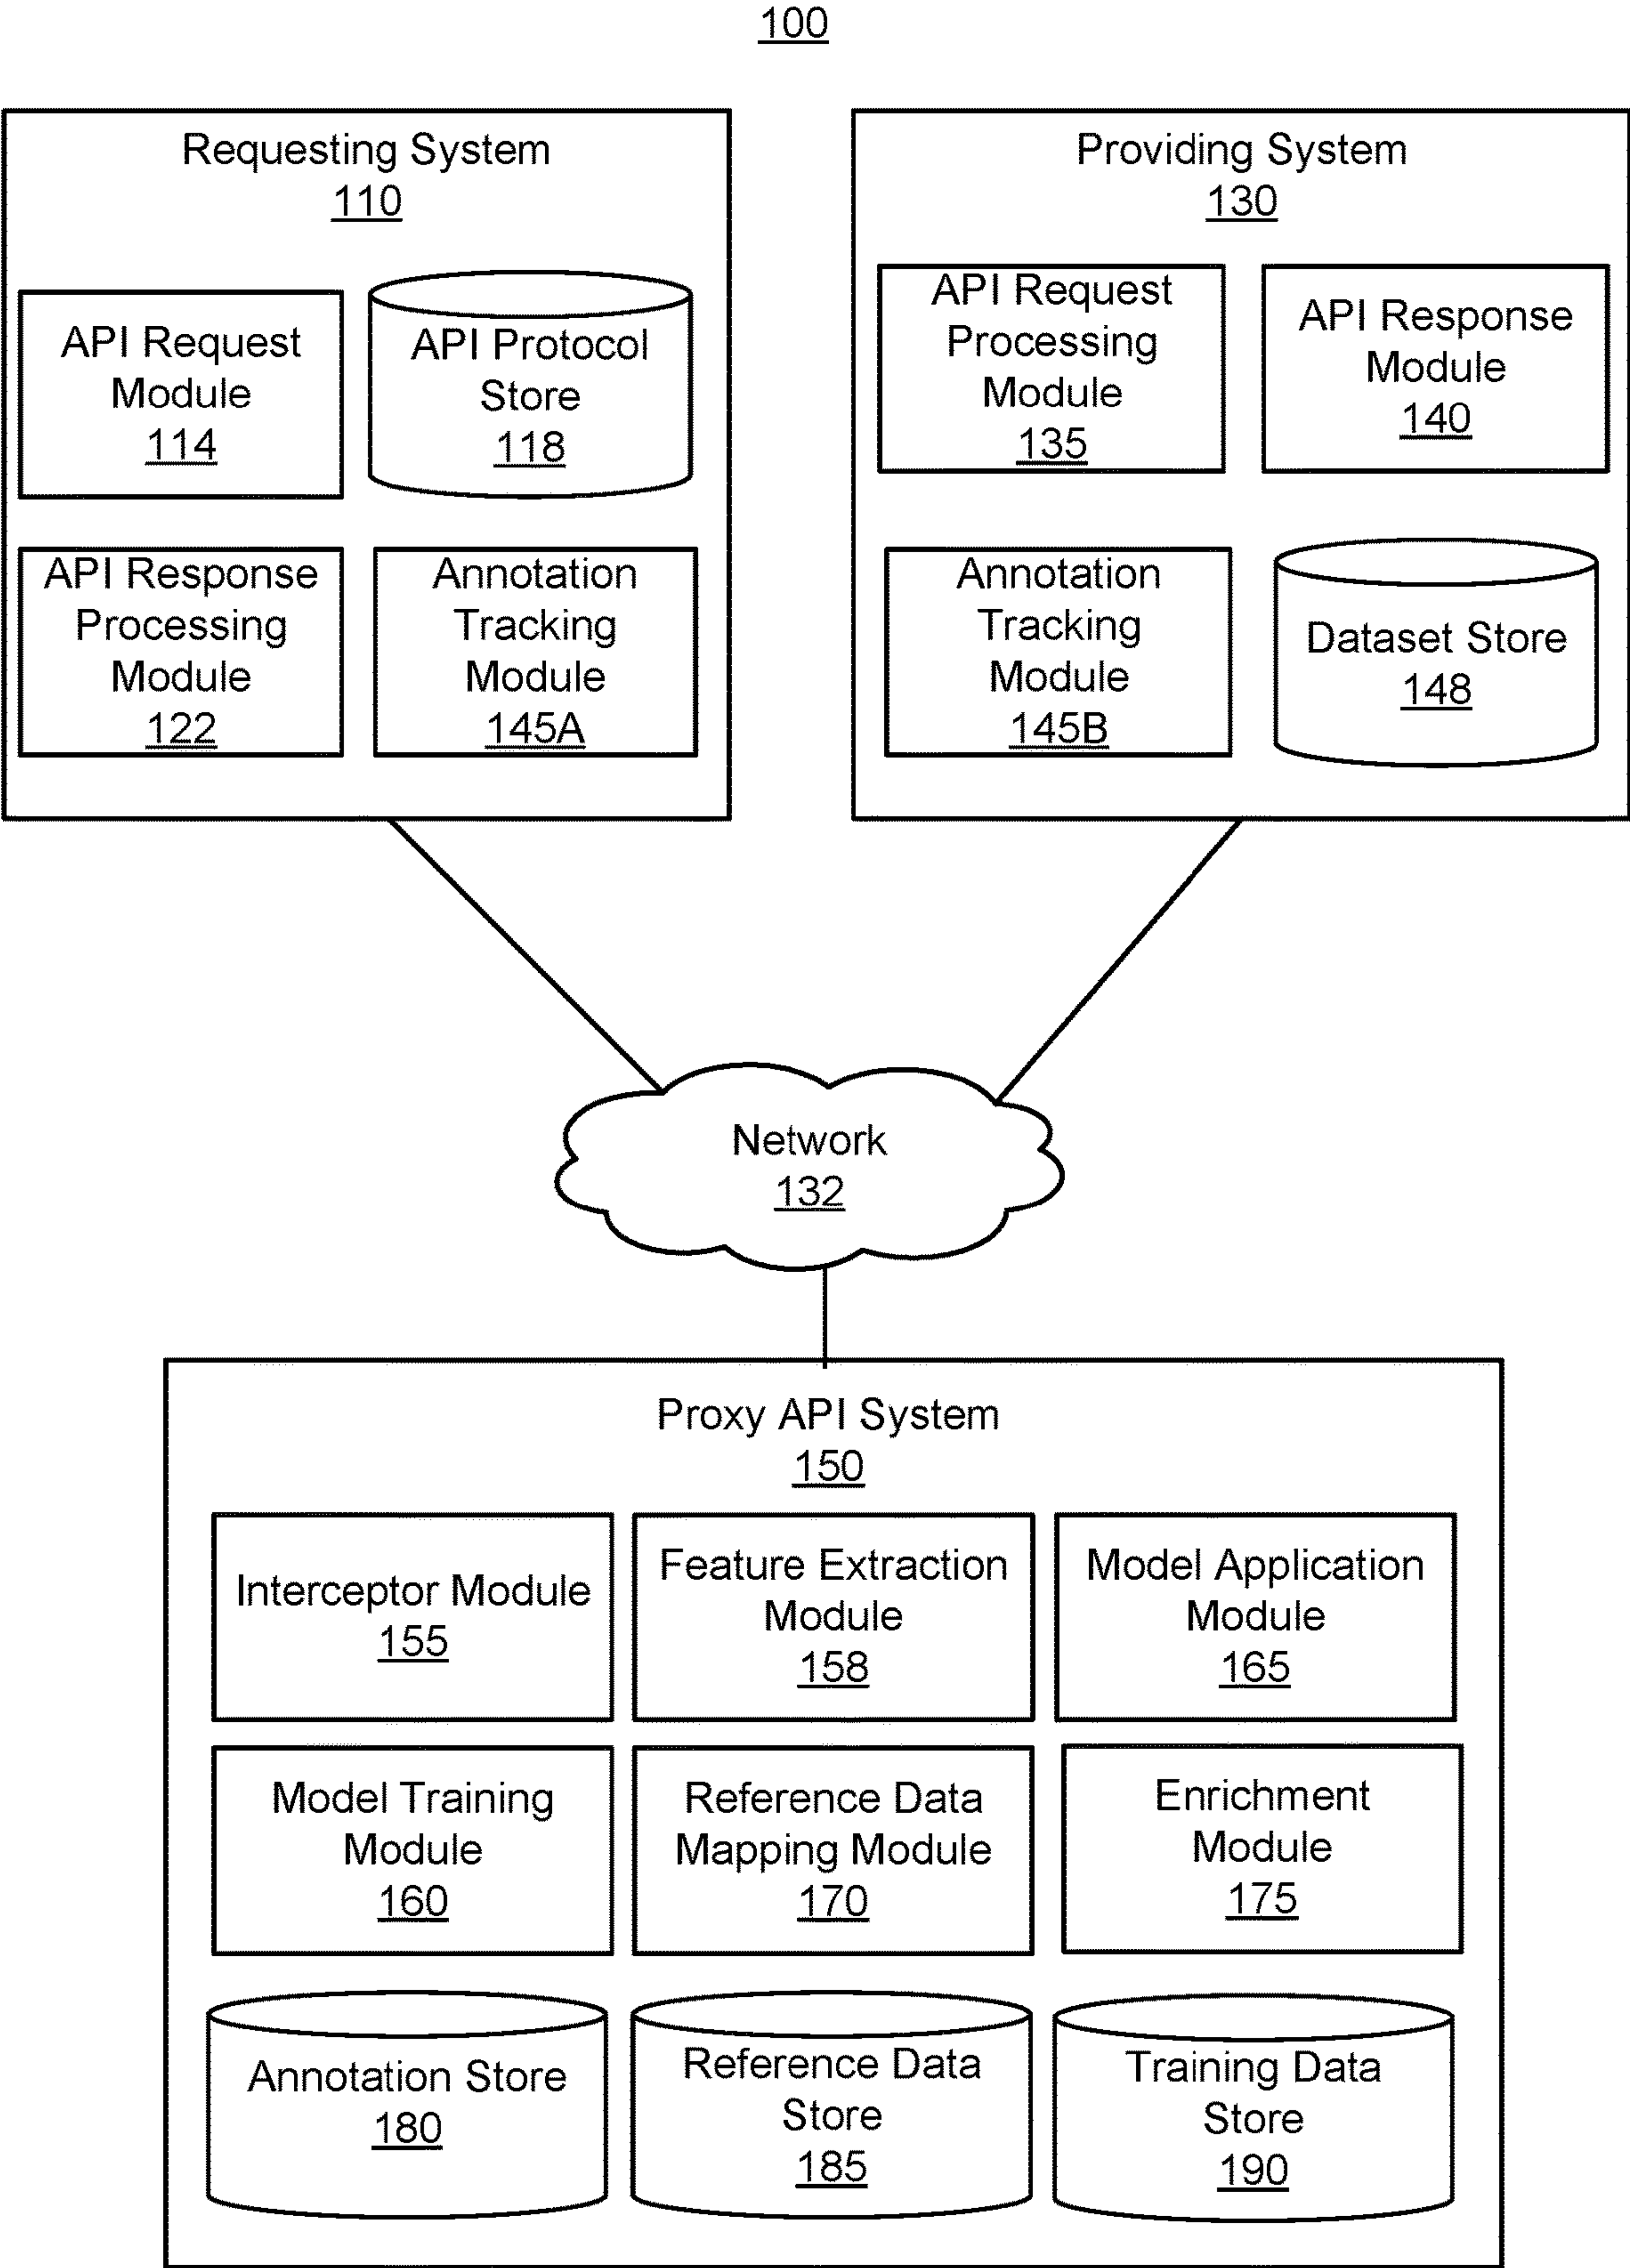 100
Requesting System
110
API Request
Module
114
API Protocol
Store
118
API Response
Processing
Module
122
Annotation
Tracking
Module
145A
Providing System
130
API Request
Processing
Module
135
API Response
Module
140
Annotation
Tracking
Module
145B
Dataset Store
148
Network
132
Proxy API System
150
Interceptor Module
155
Feature Extraction
Module
158
Model Application
Module
165
Model Training
Module
160
Reference Data
Mapping Module
170
Enrichment
Module
175
Annotation Store
180
Reference Data
Store
185
Training Data
Store
190